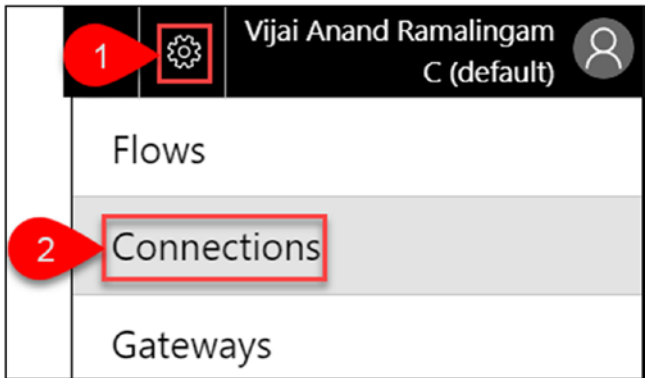 1
Vijai Anand Ramalingam
C (default)
Flows
2
Connections
Gateways